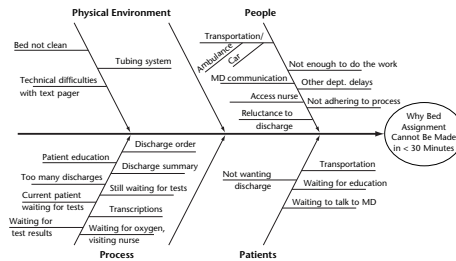 Physical Environment
People
Transportation/
Ambulance
Car
Bed not clean
Tubing system
Technical difficulties
with text pager
MD communication
Not enough to do the work
Other dept. delays
Access nurse
Not adhering to process
Reluctance to
discharge
Why Bed
Assignment
Cannot Be Made
in < 30 Minutes
Discharge order
Patient education
Discharge summary
Too many discharges
Still waiting for tests
Current patient
waiting for tests
Transcriptions
Waiting for
test results
Waiting for oxygen,
visiting nurse
Not wanting
discharge
Transportation
Waiting for education
Waiting to talk to MD
Process
Patients